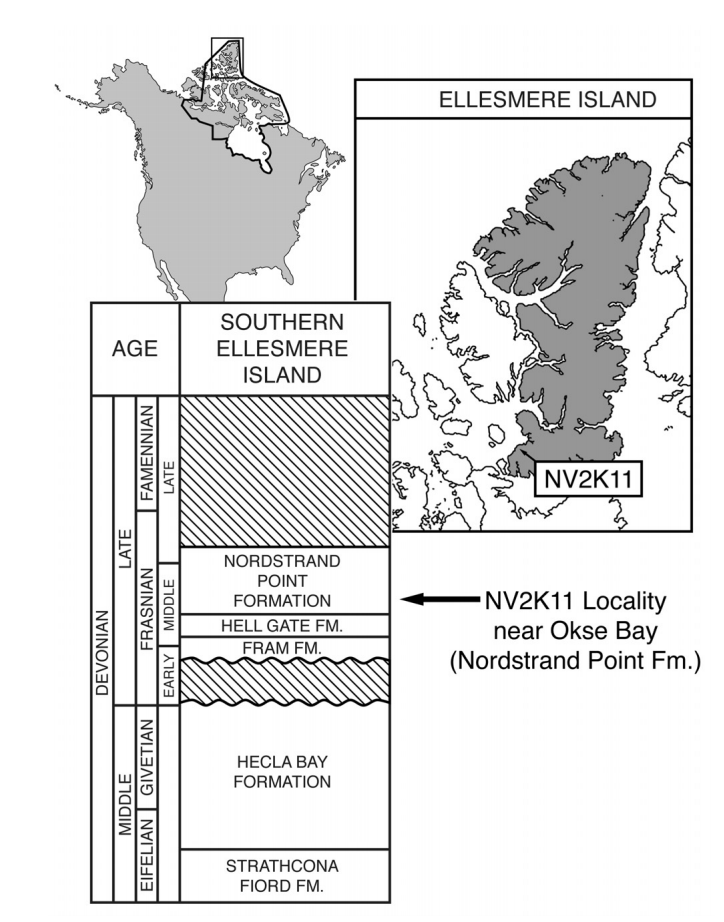 ELLESMERE ISLAND
NV2K11
AGE
SOUTHERN
ELLESMERE
ISLAND
DEVONIAN
LATE
MIDDLE
FAMENNIAN
FRASNIAN
GIVETIAN
EIFELIAN
LATE
MIDDLE
EARLY
NORDSTRAND
POINT
FORMATION
HELL GATE FM.
FRAM FM.
HECLA BAY
FORMATION
STRATHCONA
FIORD FM.
NV2K11 Locality
near Okse Bay
(Nordstrand Point Fm.)